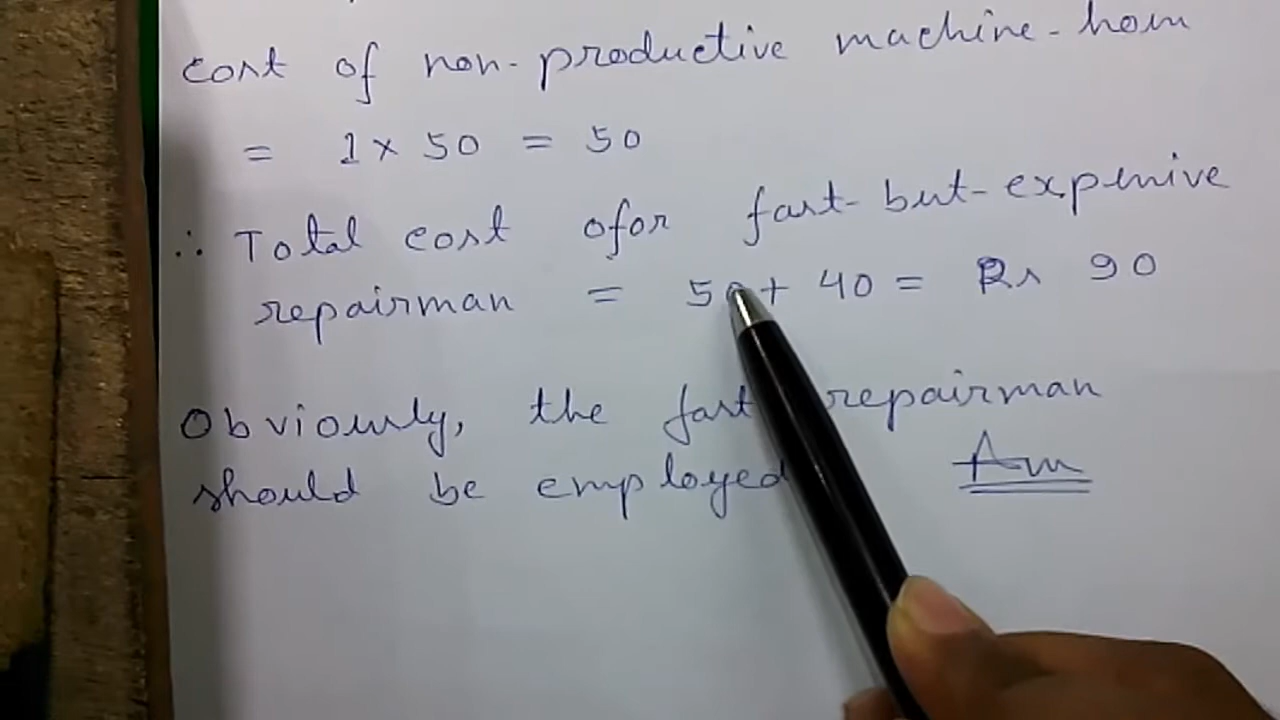 cost of non-productive machine-hour
= 1 x 50 = 50
∴ Total cost ofor fast-but-expensive
repairman = 50 + 40 = Rs 90
Obviously, the fast repairman
should be employed
Ans